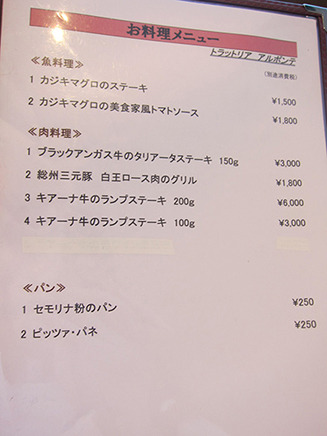 お料理メニュー
トラットリア アルポンテ
≪魚料理≫ (別途消費税)
1 カジキマグロのステーキ ¥1,500
2 カジキマグロの美食家風トマトソース ¥1,800
≪肉料理≫
1 ブラックアンガス牛のタリアータステーキ 150g ¥3,000
2 総州三元豚 白王ロース肉のグリル ¥1,800
3 キアーナ牛のランプステーキ 200g ¥6,000
4 キアーナ牛のランプステーキ 100g ¥3,000
≪パン≫
1 セモリナ粉のパン ¥250
2 ピッツァ・パネ ¥250